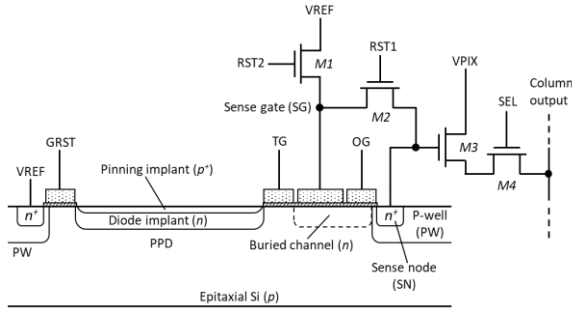 VREF
RST2
M1
RST1
VPIX
Column
output
SEL
Sense gate (SG)
M2
M3
M4
VREF
GRST
Pinning implant (p⁺)
TG
OG
n⁺
Diode implant (n)
n⁺
P-well
(PW)
PW
PPD
Buried channel (n)
Sense node
(SN)
Epitaxial Si (p)